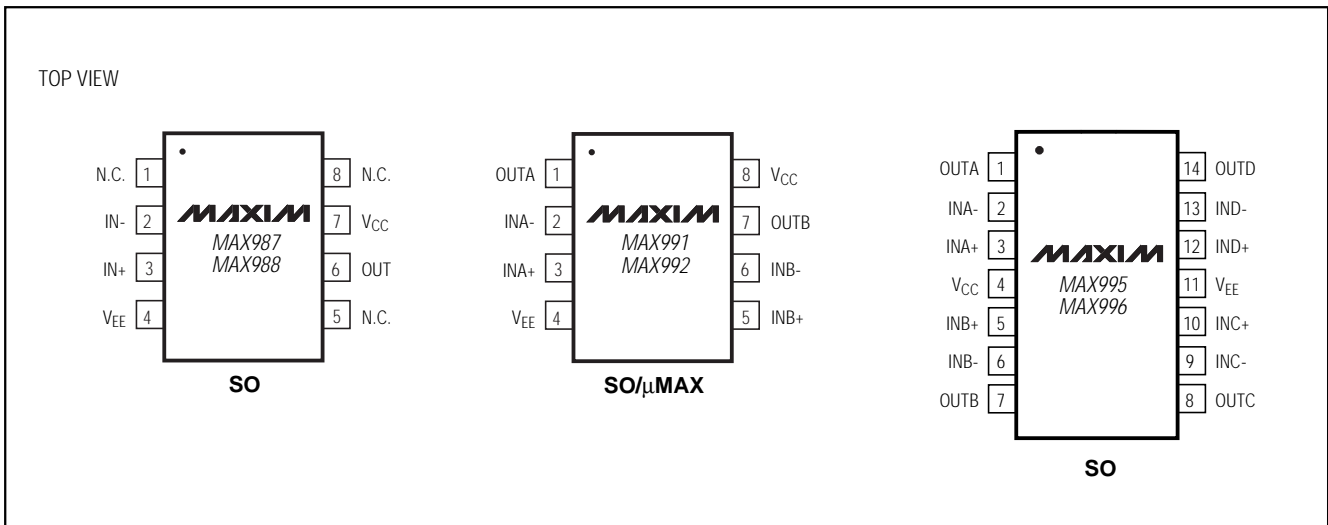 TOP VIEW
N.C. 1
IN- 2
IN+ 3
VEE 4
8 N.C.
7 VCC
6 OUT
5 N.C.
MAXIM
MAX987
MAX988
SO
OUTA 1
INA- 2
INA+ 3
VEE 4
8 VCC
7 OUTB
6 INB-
5 INB+
MAXIM
MAX991
MAX992
SO/μMAX
OUTA 1
INA- 2
INA+ 3
VCC 4
INB+ 5
INB- 6
OUTB 7
14 OUTD
13 IND-
12 IND+
11 VEE
10 INC+
9 INC-
8 OUTC
MAXIM
MAX995
MAX996
SO